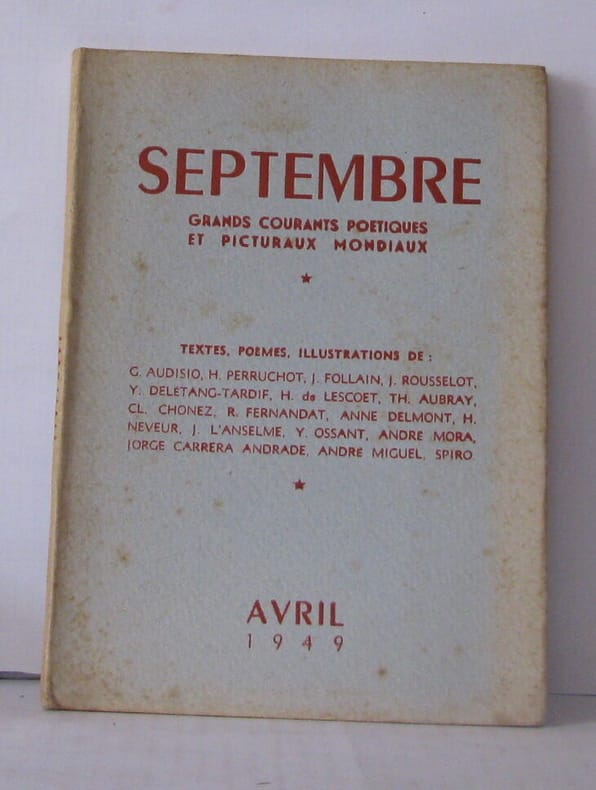 SEPTEMBRE
GRANDS COURANTS POETIQUES
ET PICTURAUX MONDIAUX
★
TEXTES, POEMES, ILLUSTRATIONS DE :
G. AUDISIO, H. PERRUCHOT, J. FOLLAIN, J. ROUSSELOT,
Y. DELETANG-TARDIF, H. de LESCOET, TH. AUBRAY,
CL. CHONEZ, R. FERNANDAT, ANNE DELMONT, H.
NEVEUR, J. L'ANSELME, Y. OSSANT, ANDRE MORA,
JORGE CARRERA ANDRADE, ANDRE MIGUEL, SPIRO
★
AVRIL
1949